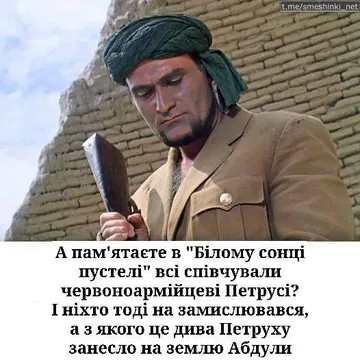 t.me/smeshinki_net
А пам'ятаєте в "Білому сонці
пустелі" всі співчували
червоноармійцеві Петрусі?
І ніхто тоді на замислювався,
а з якого це дива Петруху
занесло на землю Абдули